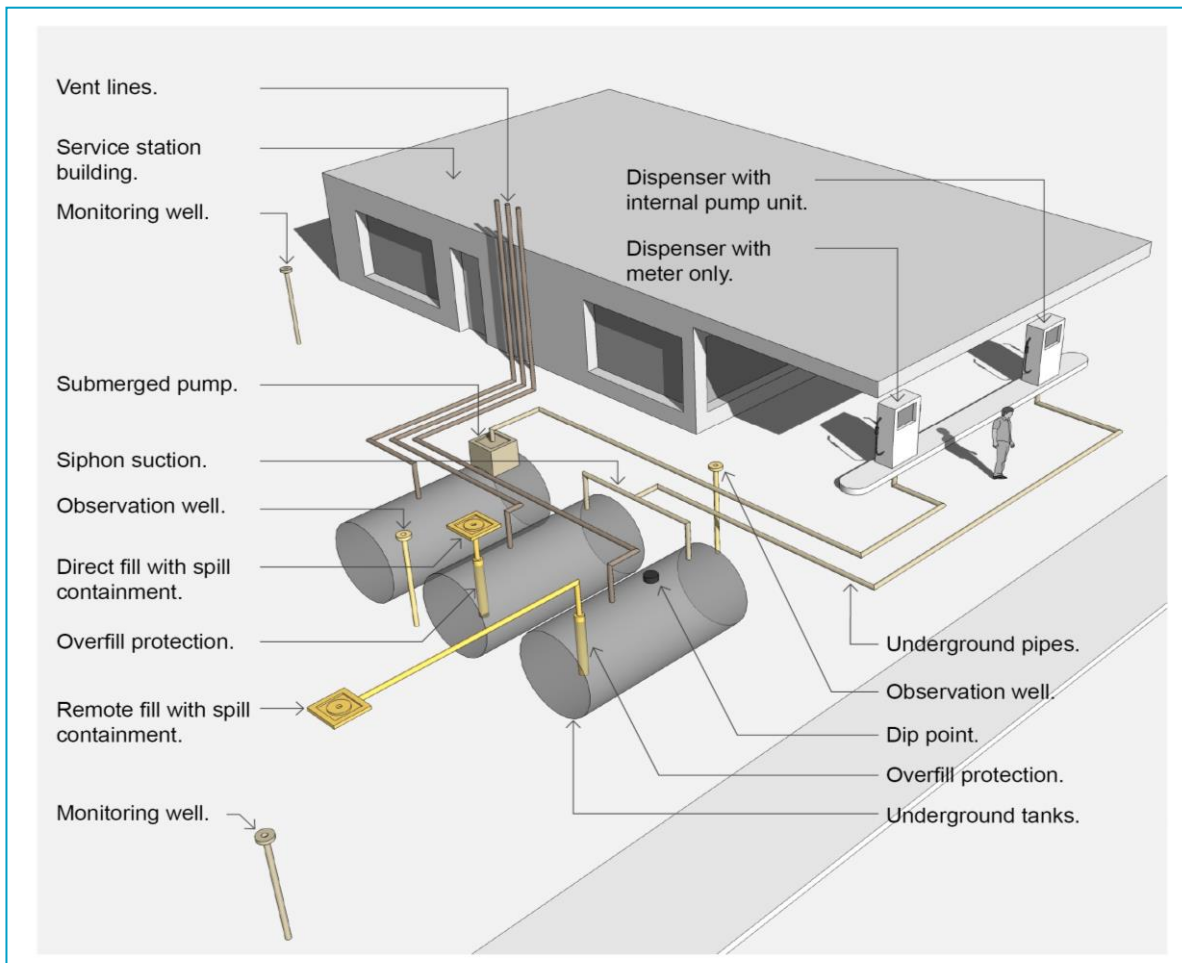 Vent lines.
Service station
building.
Monitoring well.
Submerged pump.
Siphon suction.
Observation well.
Direct fill with spill
containment.
Overfill protection.
Remote fill with spill
containment.
Monitoring well.
Dispenser with
internal pump unit.
Dispenser with
meter only.
Underground pipes.
Observation well.
Dip point.
Overfill protection.
Underground tanks.